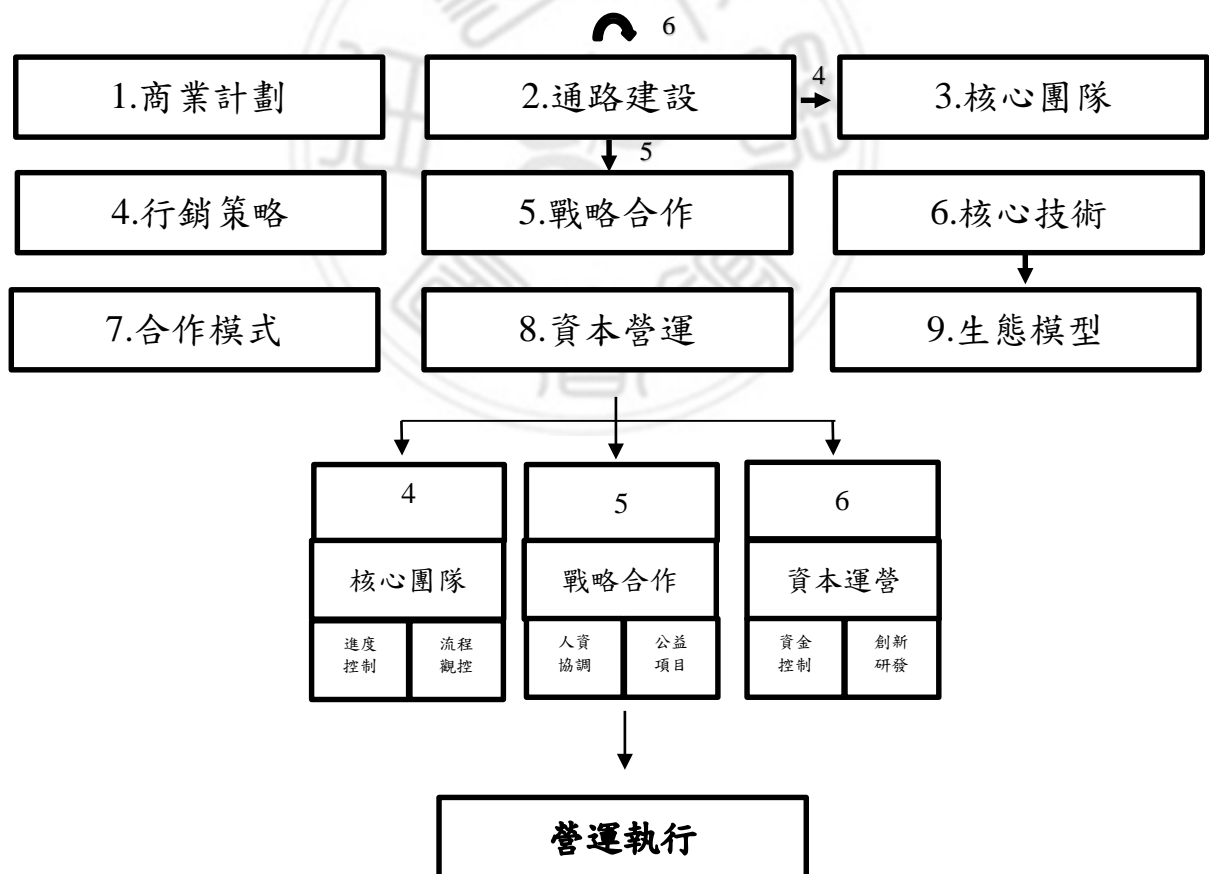 6
1.商業計劃
2.通路建設
4
3.核心團隊
5
4.行銷策略
5.戰略合作
6.核心技術
7.合作模式
8.資本營運
9.生態模型
4
5
6
核心團隊
戰略合作
資本運營
進度
控制
流程
觀控
人資
協調
公益
項目
資金
控制
創新
研發
營運執行